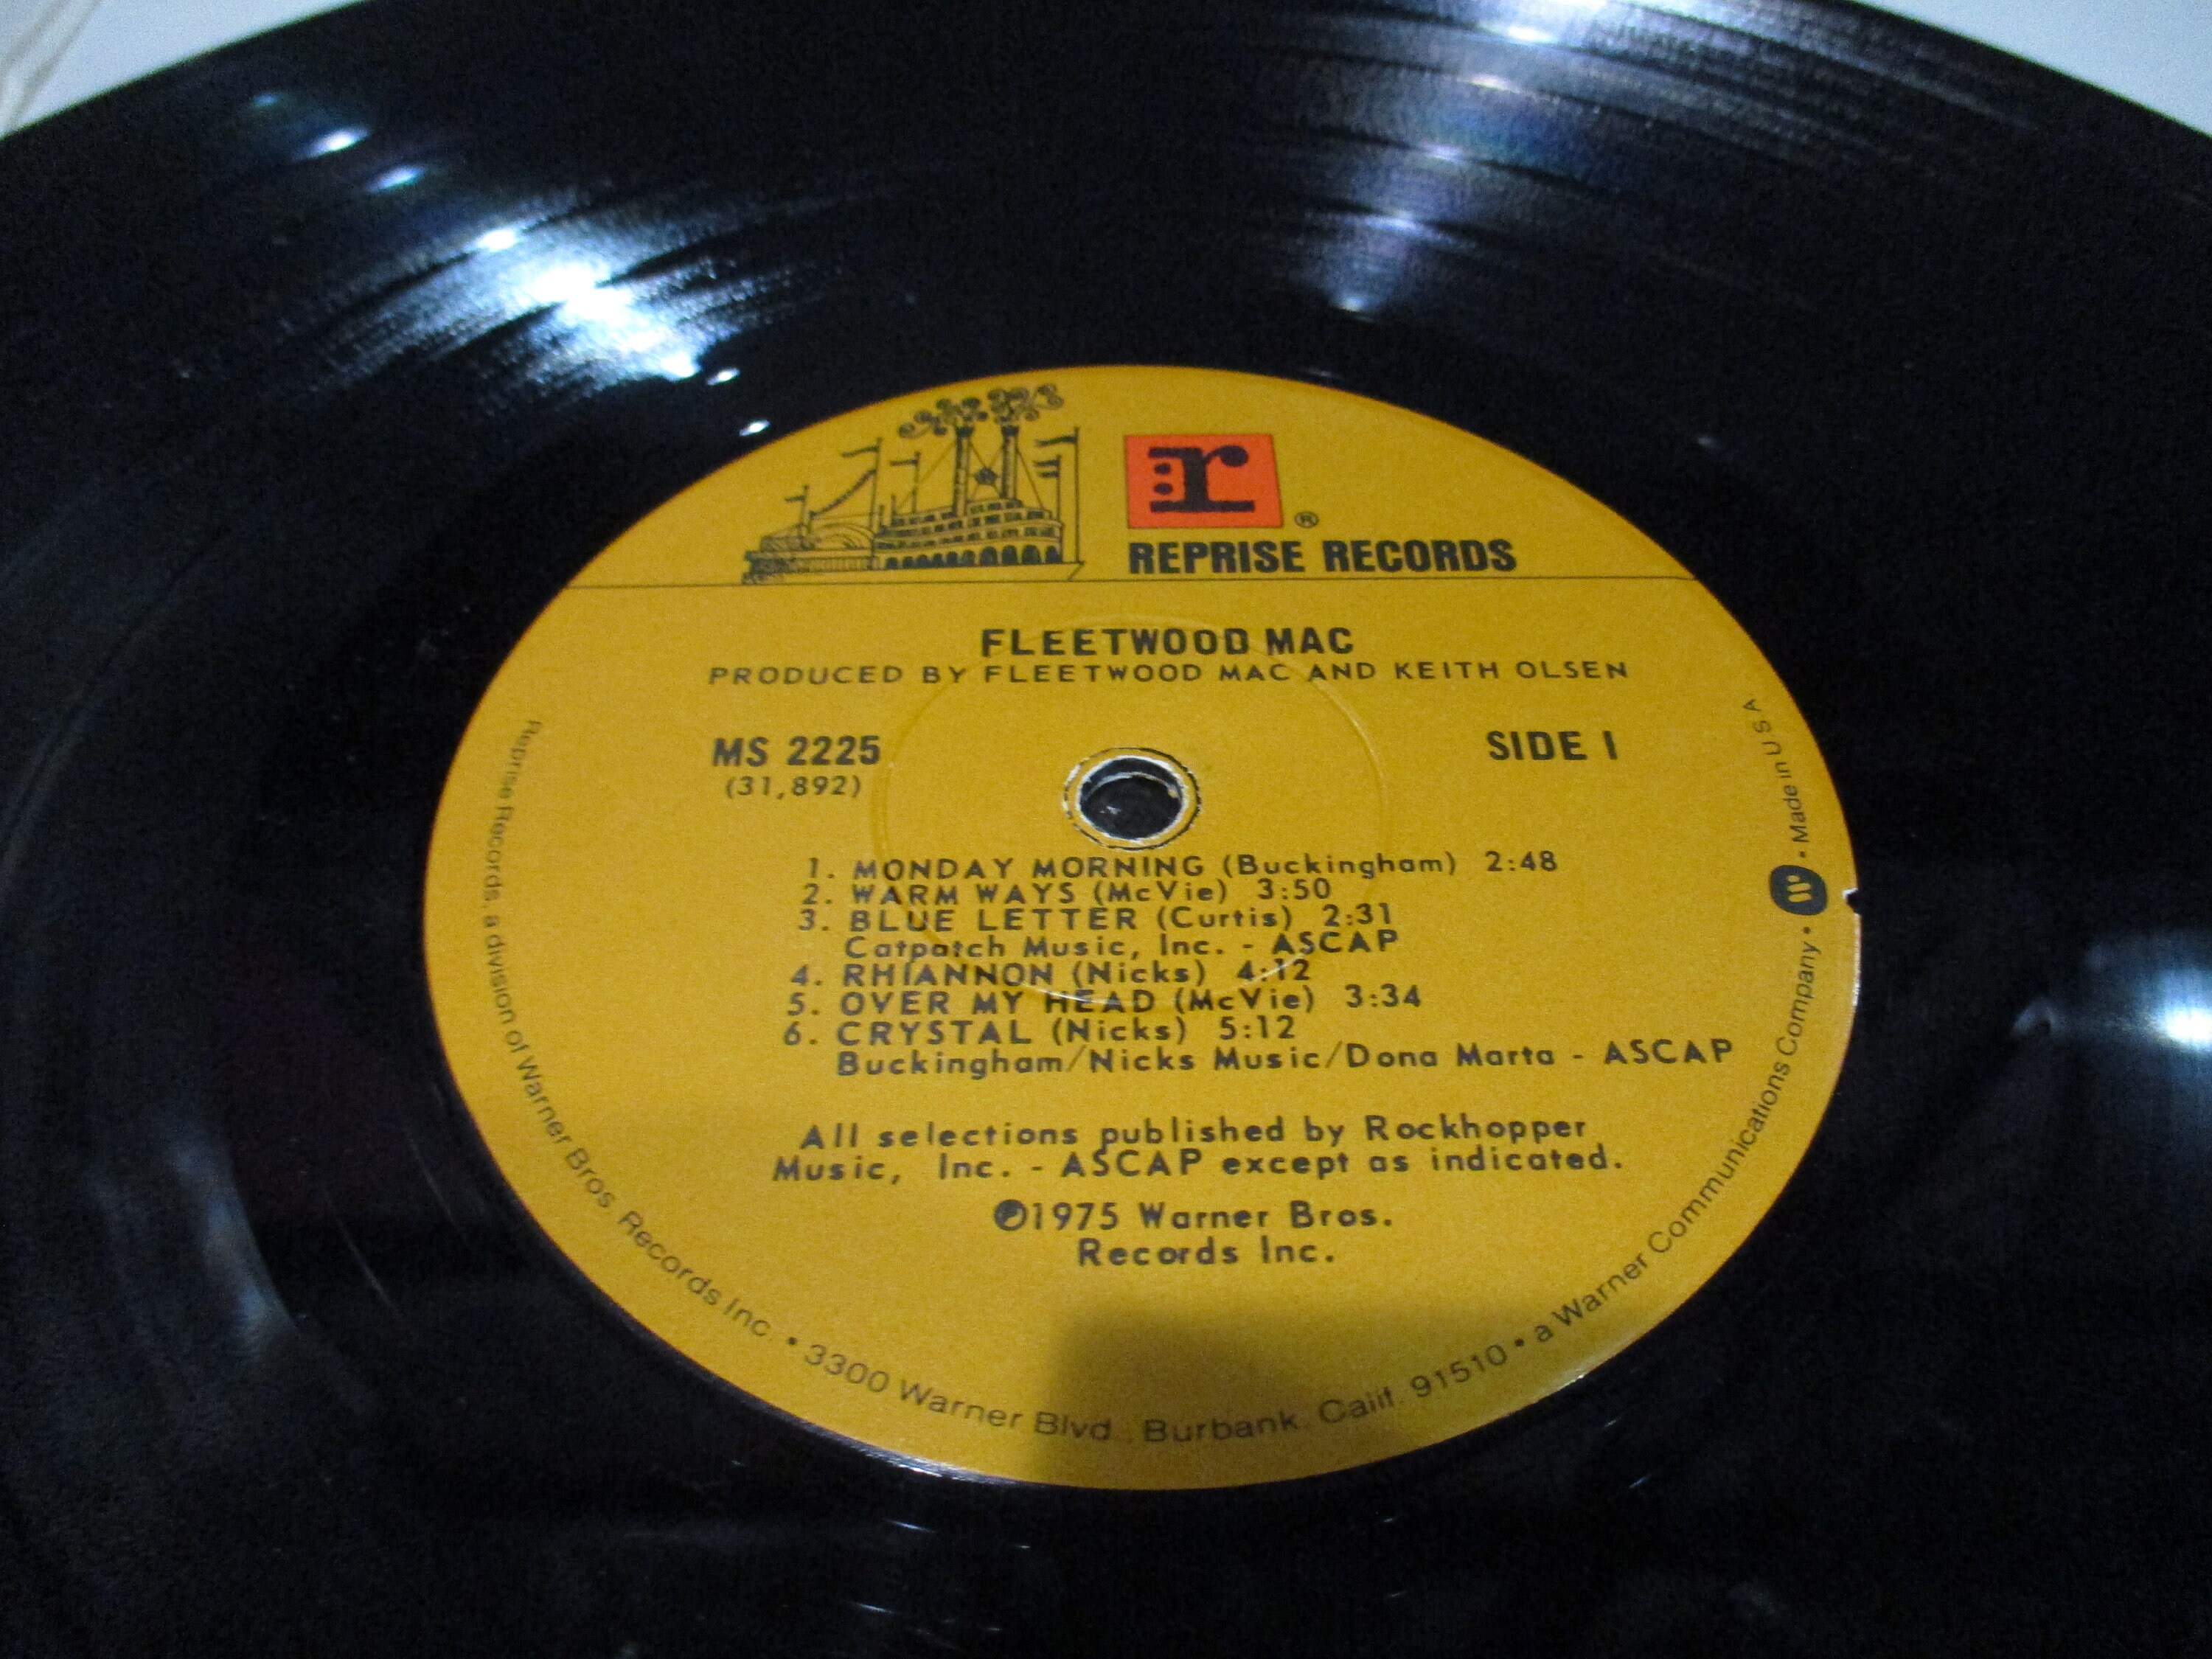 r
®
REPRISE RECORDS
FLEETWOOD MAC
PRODUCED BY FLEETWOOD MAC AND KEITH OLSEN
MS 2225
(31,892)
SIDE 1
1. MONDAY MORNING (Buckingham) 2:48
2. WARM WAYS (McVie) 3:50
3. BLUE LETTER (Curtis) 2:31
Catpatch Music, Inc. - ASCAP
4. RHIANNON (Nicks) 4:12
5. OVER MY HEAD (McVie) 3:34
6. CRYSTAL (Nicks) 5:12
Buckingham/Nicks Music/Dona Marta - ASCAP
All selections published by Rockhopper
Music, Inc. - ASCAP except as indicated.
℗1975 Warner Bros.
Records Inc.
Reprise Records, a division of Warner Bros. Records Inc • 3300 Warner Blvd., Burbank, Calif. 91510 • a Warner Communications Company • W • Made in U S A